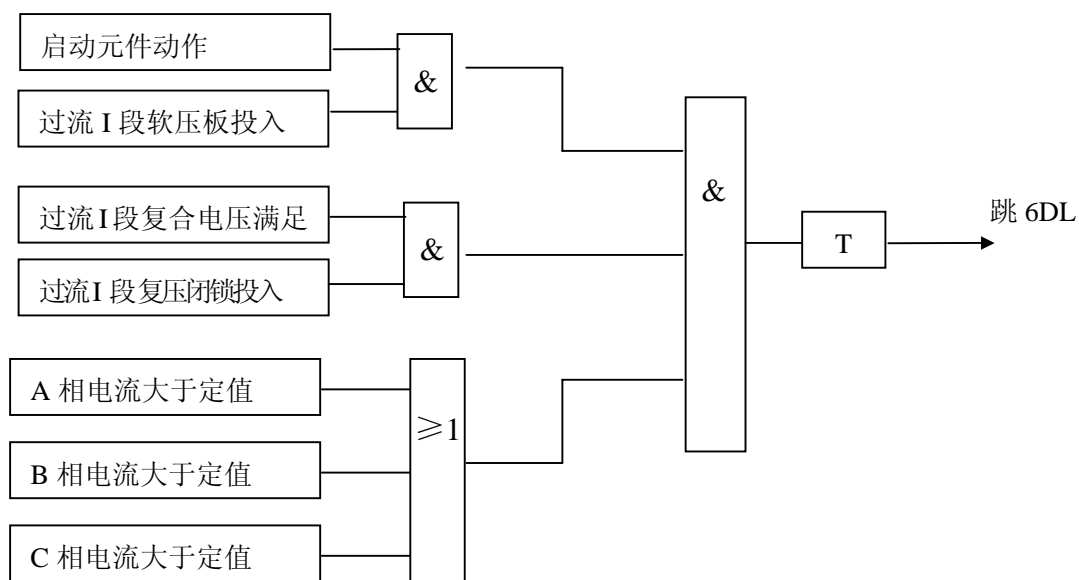 启动元件动作
&
过流 I 段软压板投入
&
过流 I 段复合电压满足
跳 6DL
&
T
过流 I 段复压闭锁投入
A 相电流大于定值
≥1
B 相电流大于定值
C 相电流大于定值